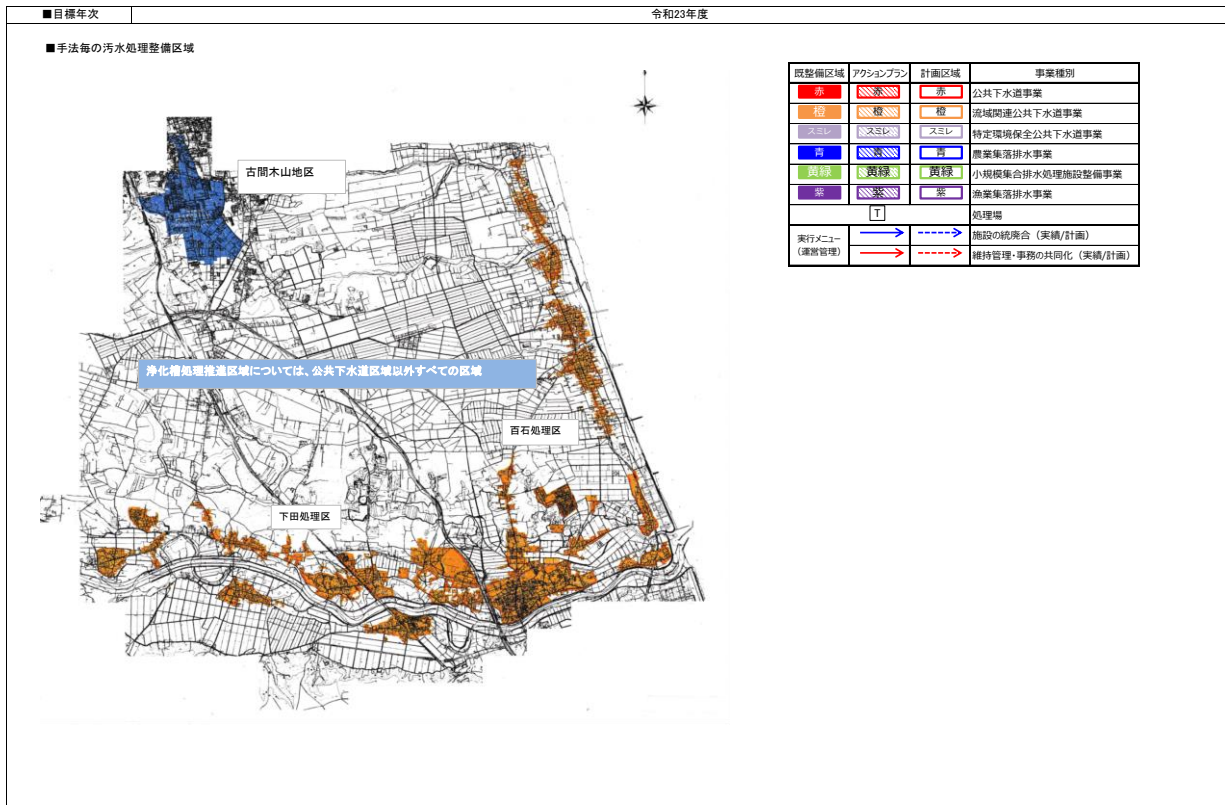 ■目標年次 令和23年度
■手法毎の汚水処理整備区域
既整備区域 アクションプラン 計画区域 事業種別
赤 赤 赤 公共下水道事業
橙 橙 橙 流域関連公共下水道事業
スミレ スミレ スミレ 特定環境保全公共下水道事業
青 青 青 農業集落排水事業
黄緑 黄緑 黄緑 小規模集合排水処理施設整備事業
紫 紫 紫 漁業集落排水事業
T 処理場
実行メニュー
(運営管理)
施設の統廃合(実績/計画)
維持管理・事務の共同化(実績/計画)
古間木山地区
浄化槽処理推進区域については、公共下水道区域以外すべての区域
百石処理区
下田処理区